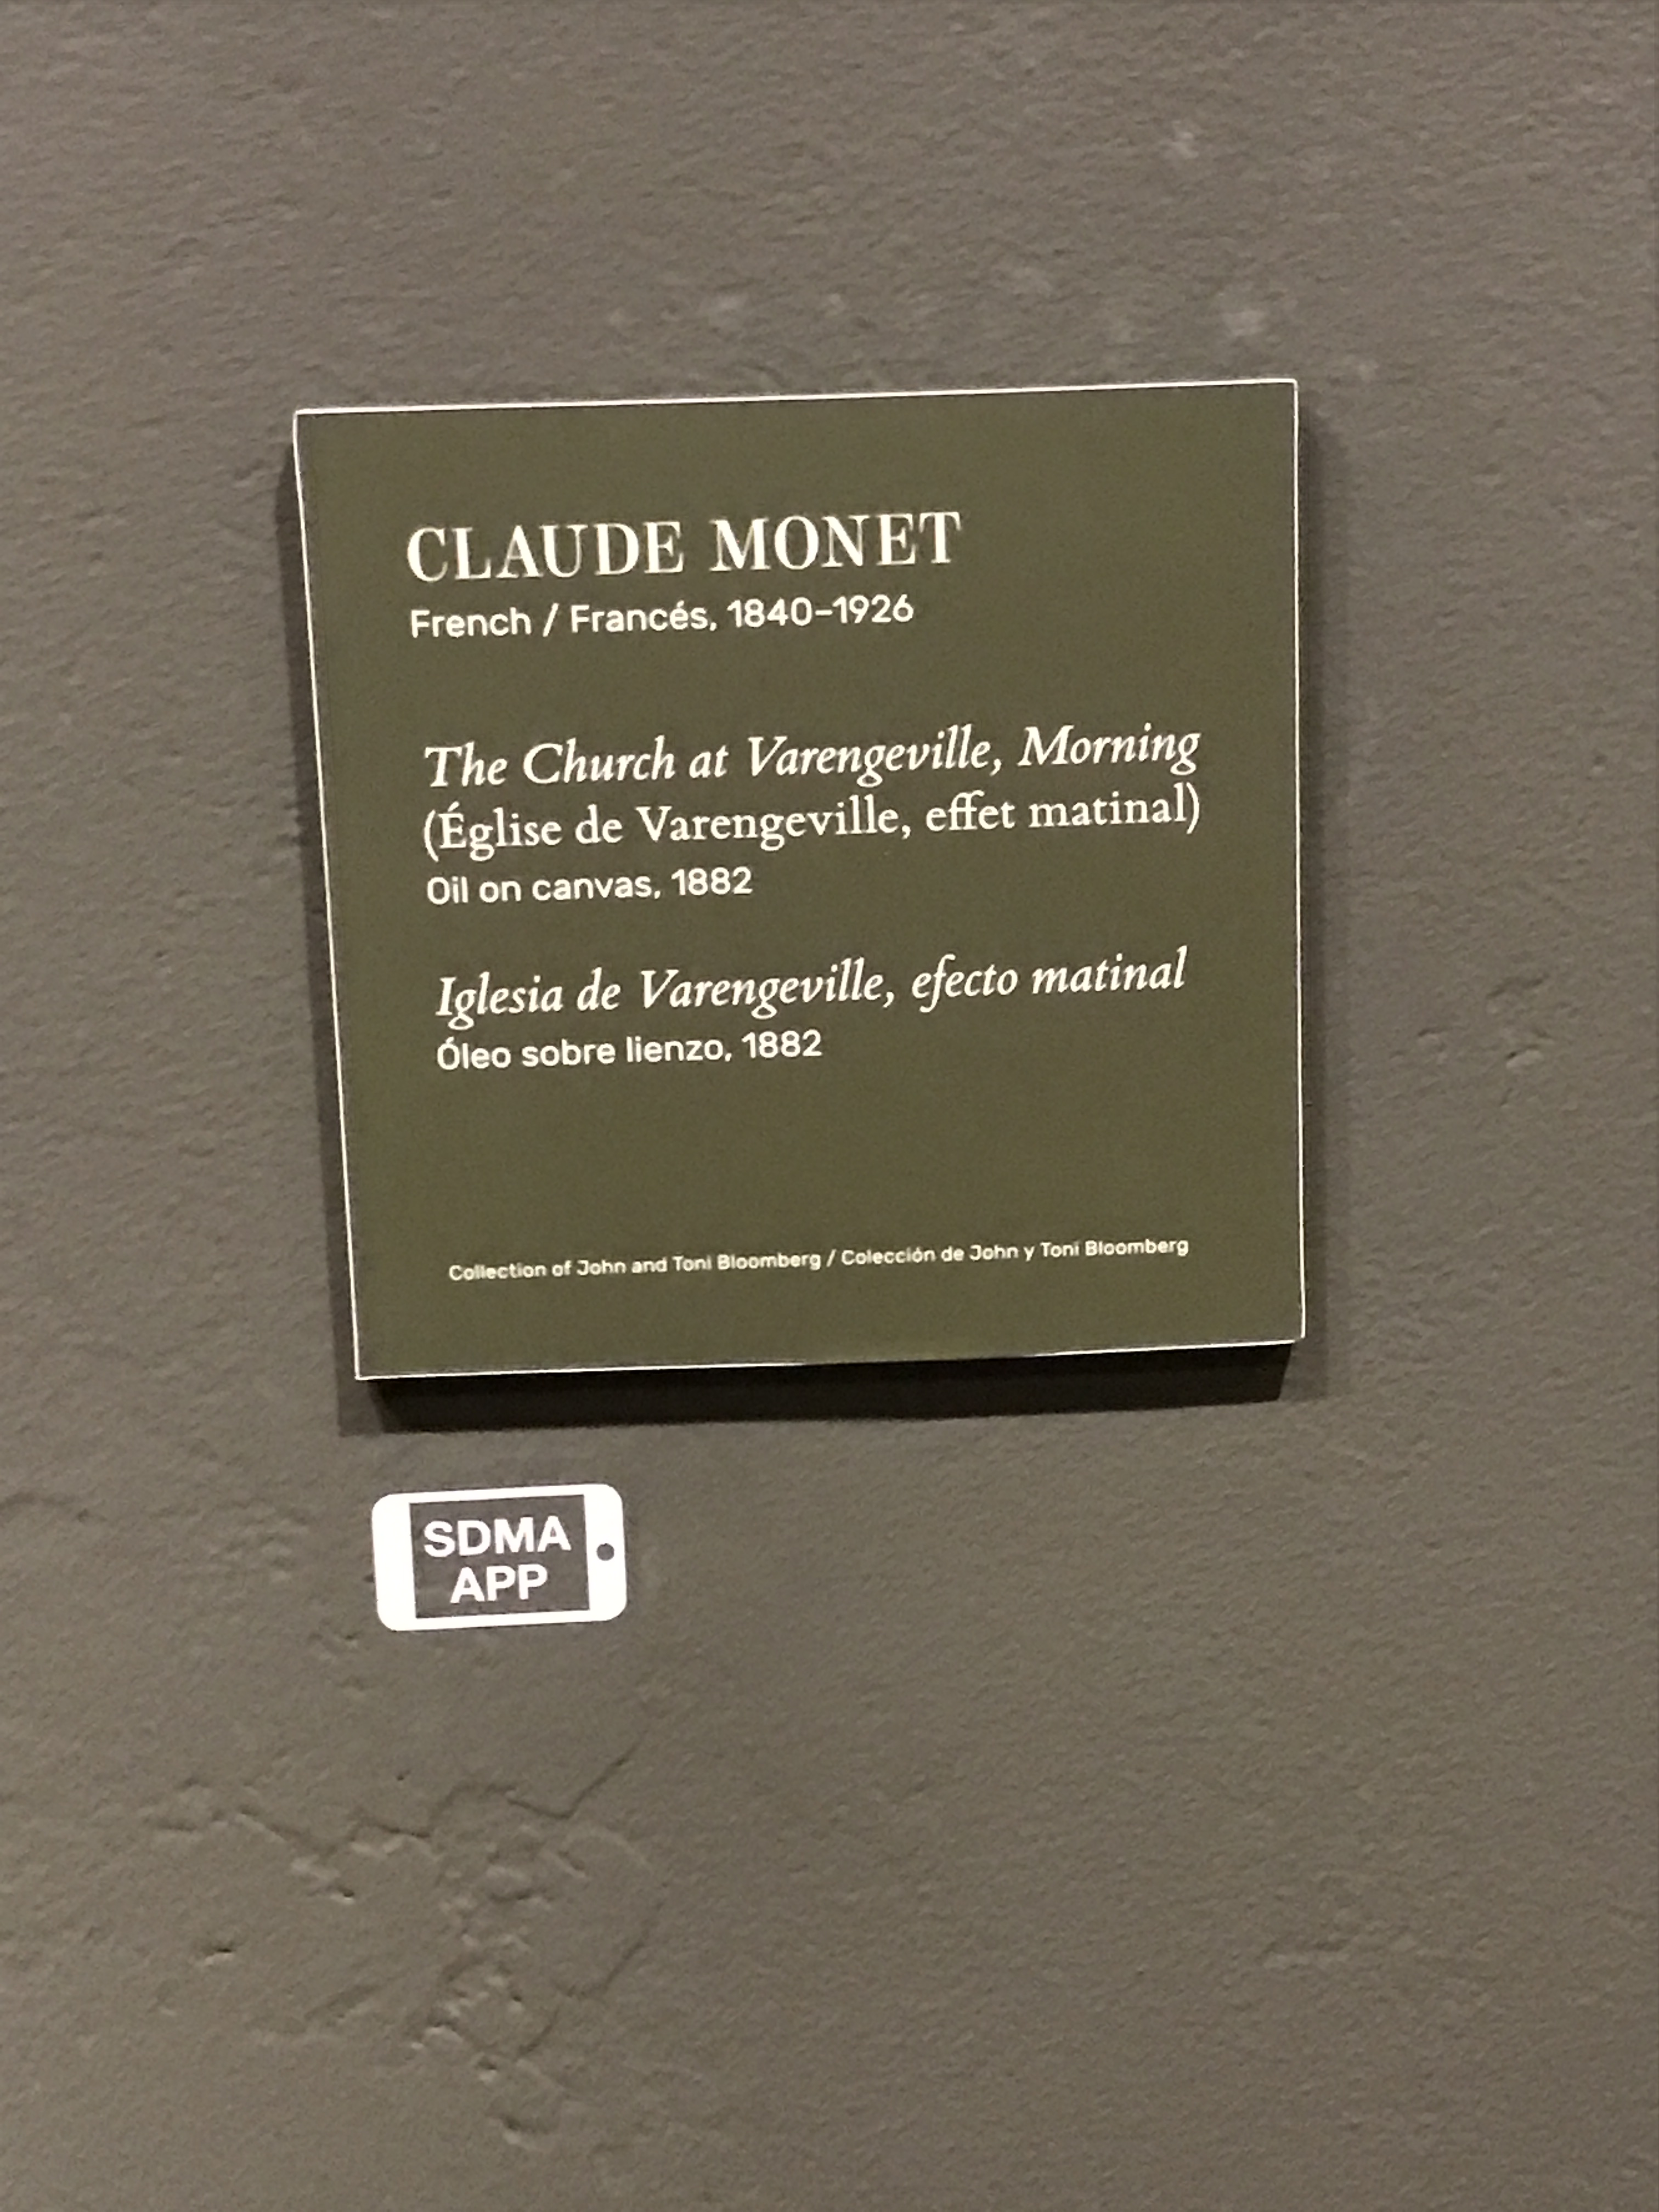 CLAUDE MONET
French / Francés, 1840–1926
The Church at Varengeville, Morning
(Église de Varengeville, effet matinal)
Oil on canvas, 1882
Iglesia de Varengeville, efecto matinal
Óleo sobre lienzo, 1882
Collection of John and Toni Bloomberg / Colección de John y Toni Bloomberg
SDMA
APP